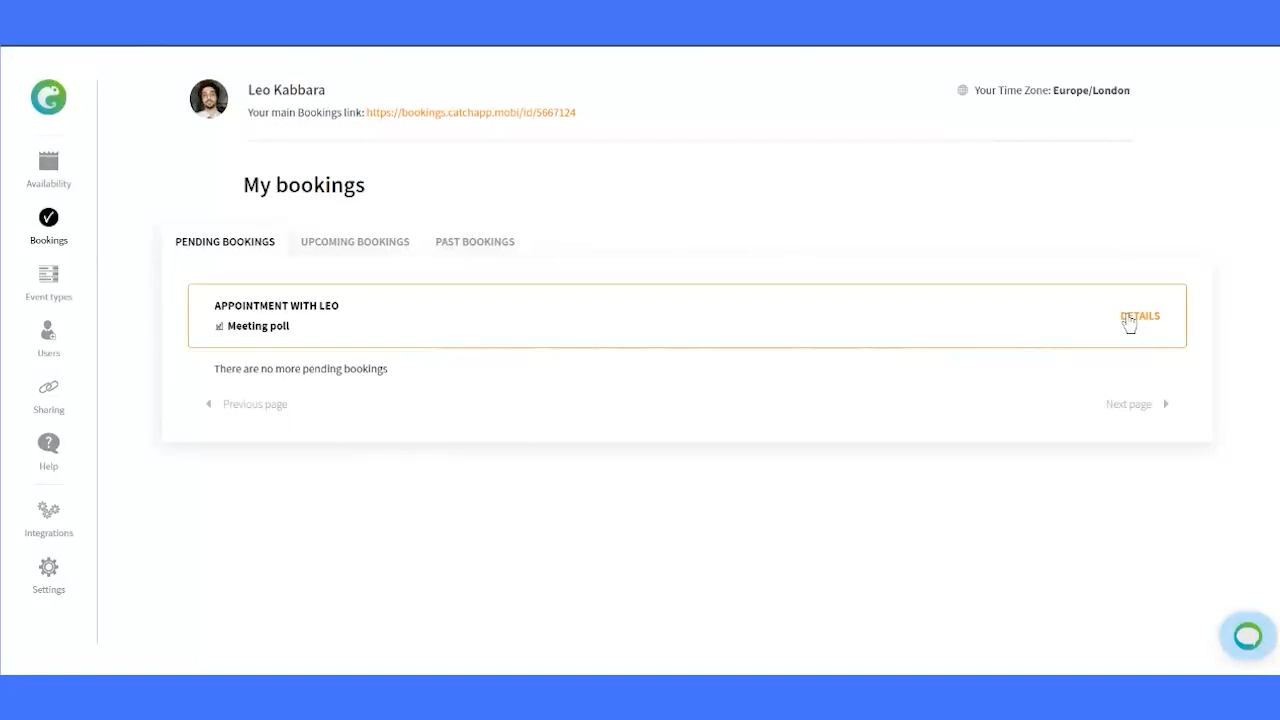 Leo Kabbara
Your main Bookings link: https://bookings.catchapp.mobi/id/5667124
Your Time Zone: Europe/London
Availability
Bookings
Event types
Users
Sharing
Help
Integrations
Settings
My bookings
PENDING BOOKINGS
UPCOMING BOOKINGS
PAST BOOKINGS
APPOINTMENT WITH LEO
Meeting poll
DETAILS
There are no more pending bookings
Previous page
Next page